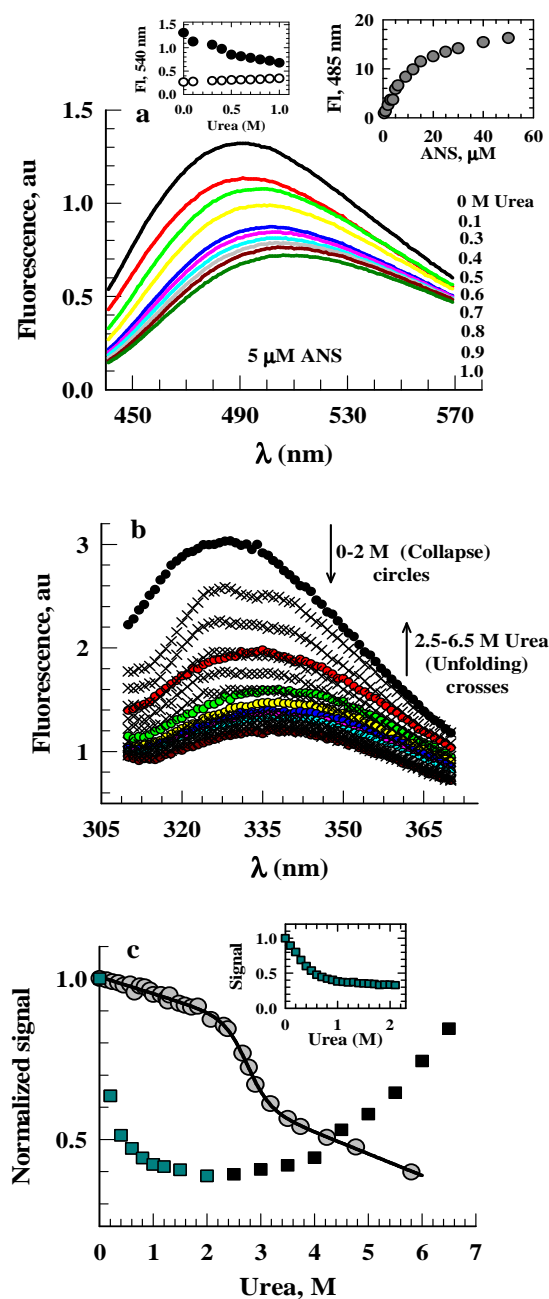 Fl, 540 nm
1.5
1.0
0.5
0.0
0.0
0.5
1.0
Urea (M)
Fl, 485 nm
20
10
0
0
20
40
ANS, μM
a
Fluorescence, au
1.5
1.0
0.5
0.0
0 M Urea
0.1
0.3
0.4
0.5
0.6
0.7
0.8
0.9
1.0
5 μM ANS
450
490
530
570
λ (nm)
b
Fluorescence, au
3
2
1
0-2 M (Collapse)
circles
2.5-6.5 M Urea
(Unfolding)
crosses
305
320
335
350
365
λ (nm)
c
Normalized signal
1.0
0.5
Signal
1.0
0.5
0.0
0
1
2
Urea (M)
0
1
2
3
4
5
6
7
Urea, M